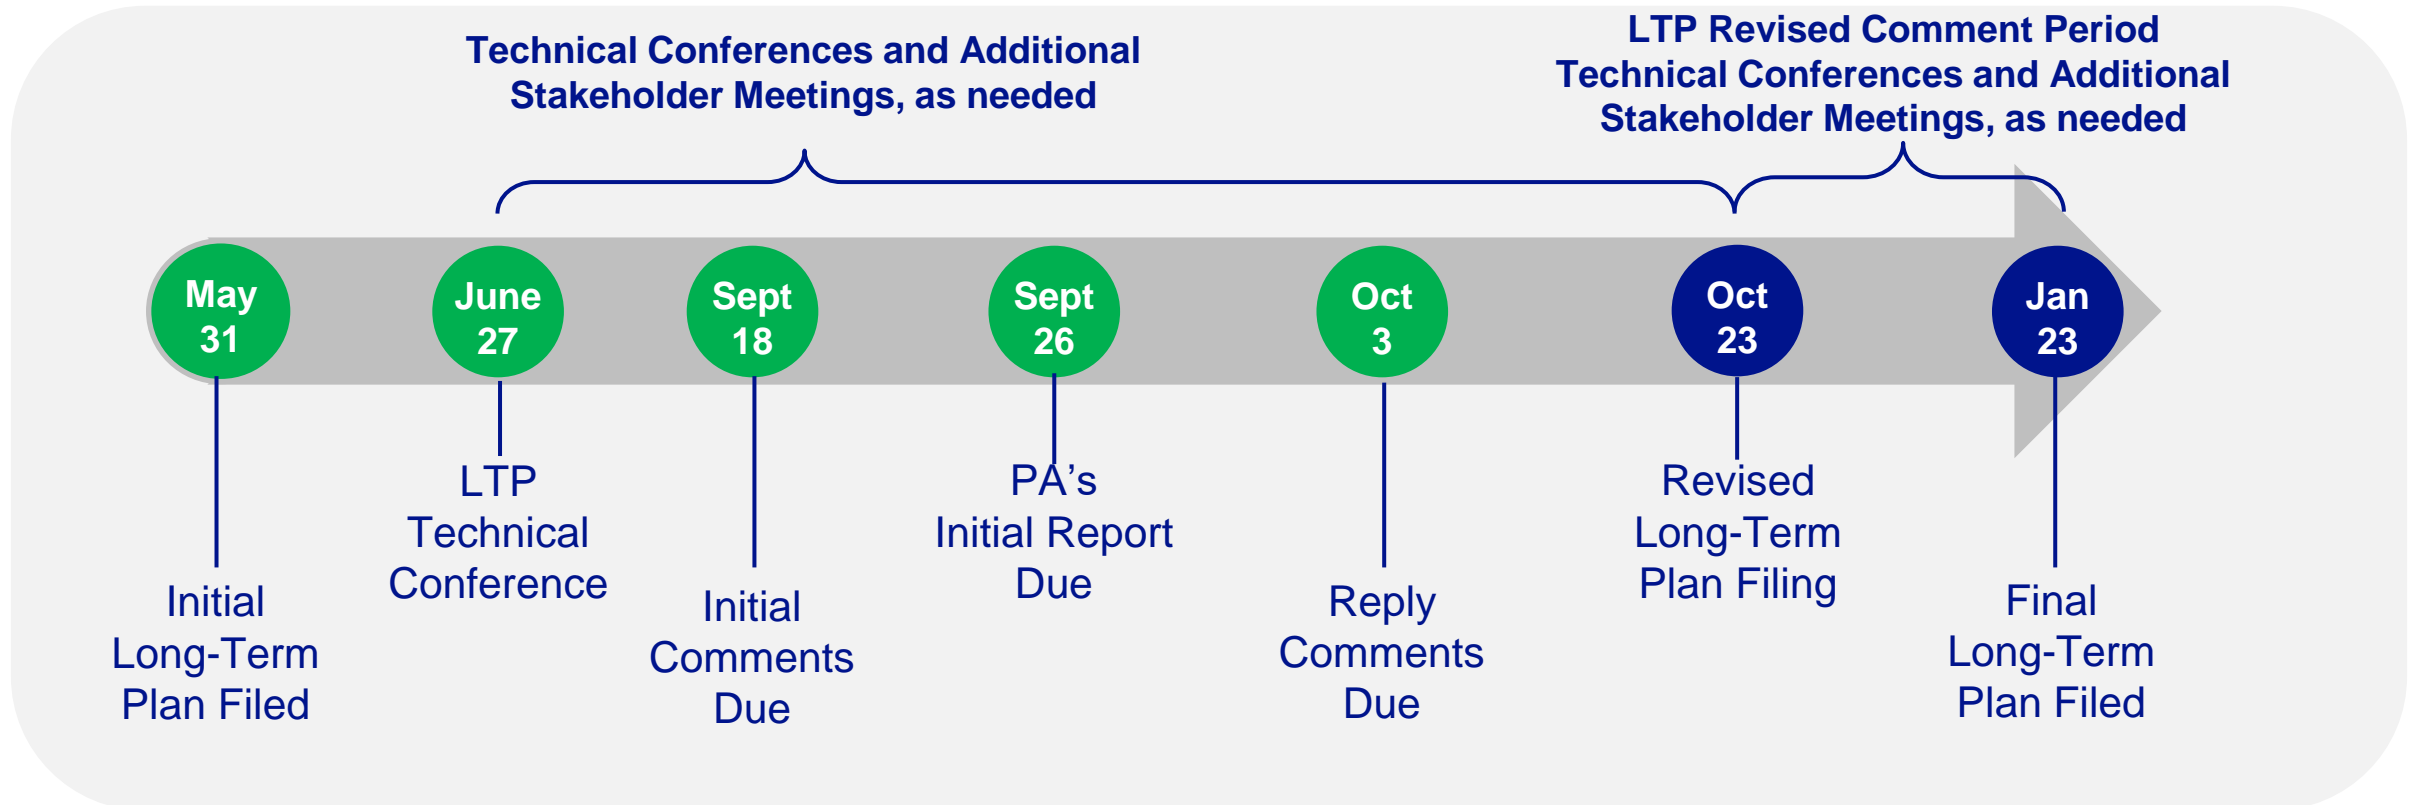 Technical Conferences and Additional
Stakeholder Meetings, as needed
LTP Revised Comment Period
Technical Conferences and Additional
Stakeholder Meetings, as needed
May
31
June
27
Sept
18
Sept
26
Oct
3
Oct
23
Jan
23
Initial
Long-Term
Plan Filed
LTP
Technical
Conference
Initial
Comments
Due
PA’s
Initial Report
Due
Reply
Comments
Due
Revised
Long-Term
Plan Filing
Final
Long-Term
Plan Filed